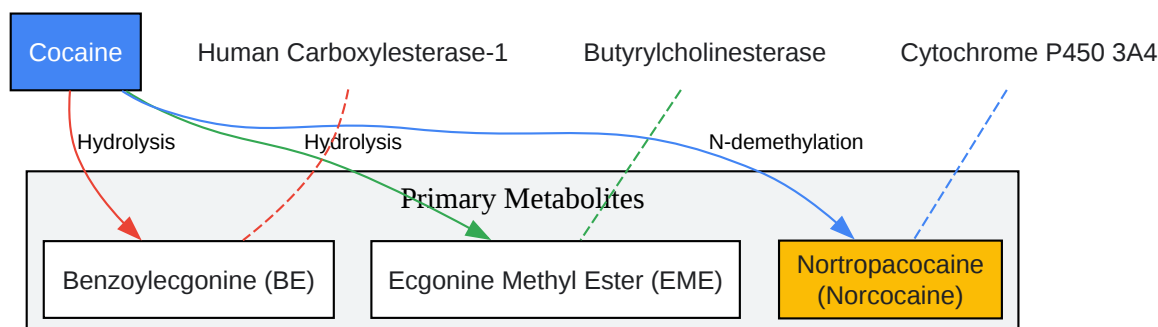 Cocaine
Human Carboxylesterase-1
Butyrylcholinesterase
Cytochrome P450 3A4
Hydrolysis
Hydrolysis
N-demethylation
Primary Metabolites
Benzoylecgonine (BE)
Ecgonine Methyl Ester (EME)
Nortropacocaine
(Norcocaine)